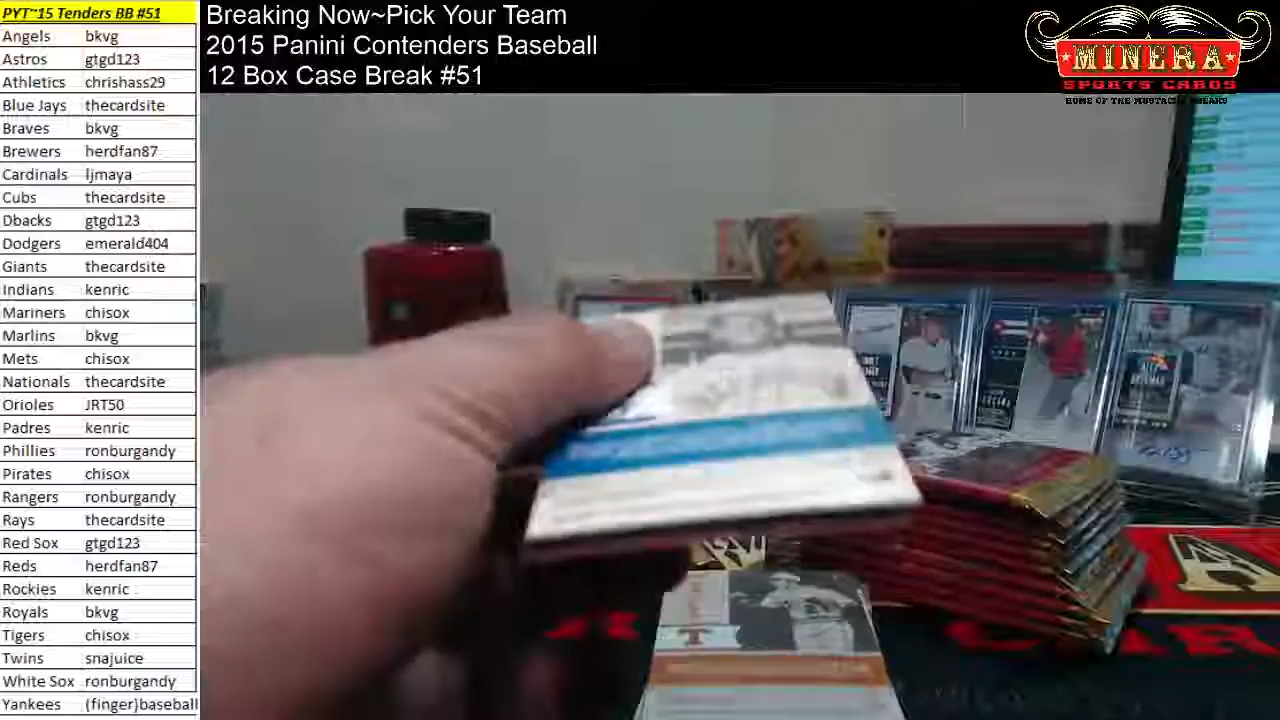 PYT~15 Tenders BB #51
Angels bkvg
Astros gtgd123
Athletics chrishass29
Blue Jays thecardsite
Braves bkvg
Brewers herdfan87
Cardinals ljmaya
Cubs thecardsite
Dbacks gtgd123
Dodgers emerald404
Giants thecardsite
Indians kenric
Mariners chisox
Marlins bkvg
Mets chisox
Nationals thecardsite
Orioles JRT50
Padres kenric
Phillies ronburgandy
Pirates chisox
Rangers ronburgandy
Rays thecardsite
Red Sox gtgd123
Reds herdfan87
Rockies kenric
Royals bkvg
Tigers chisox
Twins snajuice
White Sox ronburgandy
Yankees (finger)baseball
Breaking Now~Pick Your Team
2015 Panini Contenders Baseball
12 Box Case Break #51
MINERA
SPORTS CARDS
HOME OF THE MUSTACHE BREAKS